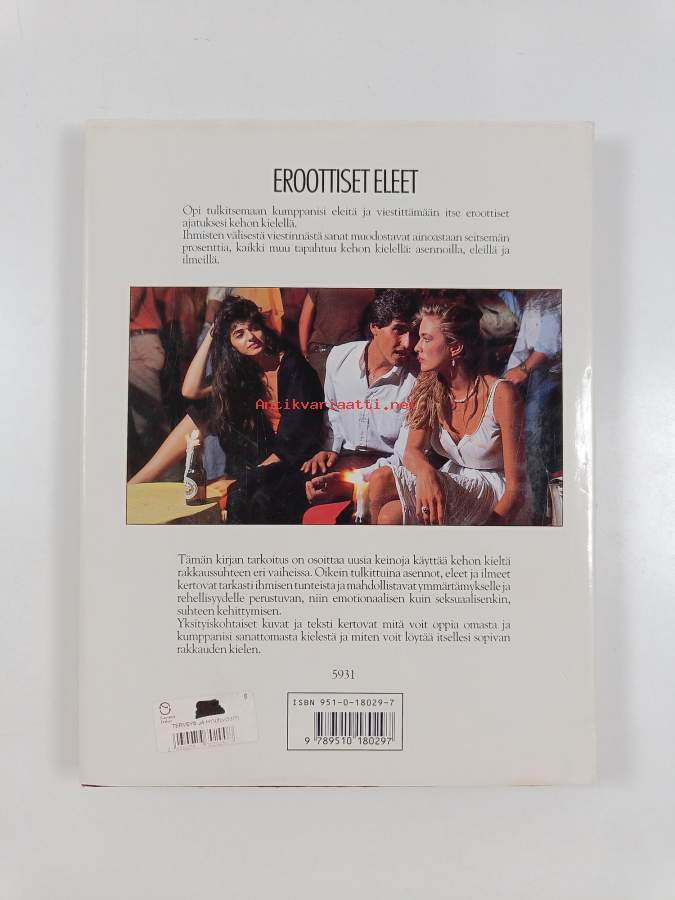 EROOTTISET ELEET
Opi tulkitsemaan kumppanisi eleitä ja viestittämään itse eroottiset
ajatuksesi kehon kielellä.
Ihmisten välisestä viestinnästä sanat muodostavat ainoastaan seitsemän
prosenttia, kaikki muu tapahtuu kehon kielellä: asennoilla, eleillä ja
ilmeillä.
Antikvariaatti.net
Tämän kirjan tarkoitus on osoittaa uusia keinoja käyttää kehon kieltä
rakkaussuhteen eri vaiheissa. Oikein tulkittuina asennot, eleet ja ilmeet
kertovat tarkasti ihmisen tunteista ja mahdollistavat ymmärtämykselle ja
rehellisyydelle perustuvan, niin emotionaalisen kuin seksuaalisenkin,
suhteen kehittymisen.
Yksityiskohtaiset kuvat ja teksti kertovat mitä voit oppia omasta ja
kumppanisi sanattomasta kielestä ja miten voit löytää itsellesi sopivan
rakkauden kielen.
5931
ISBN 951-0-18029-7
9 789510 180297
TERVEYS JA